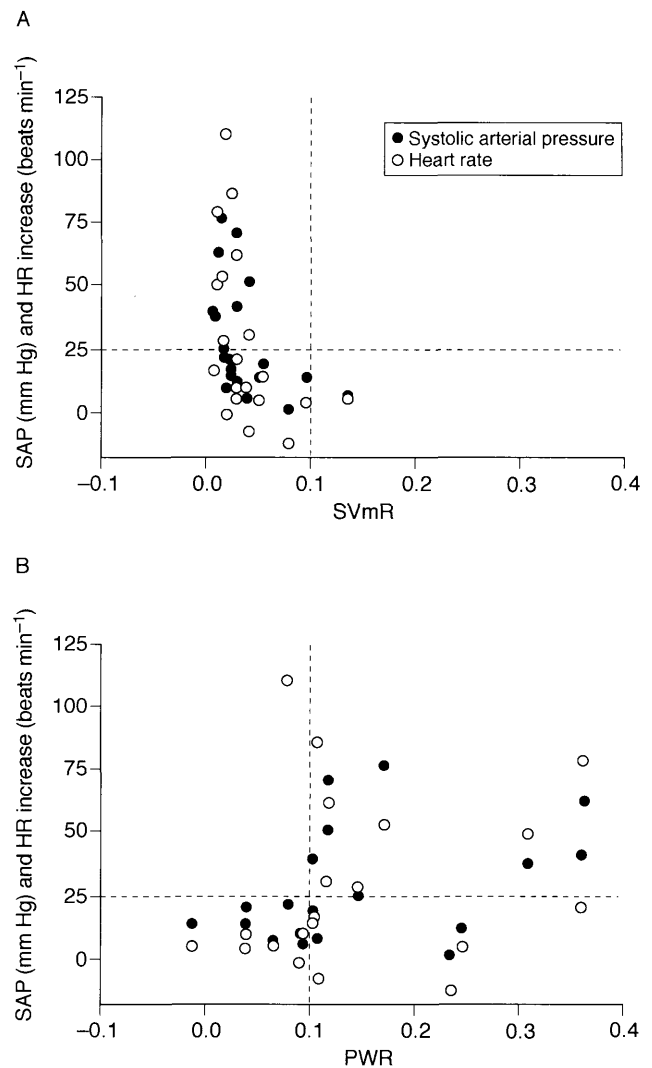 A
SAP (mm Hg) and HR increase (beats min⁻¹)
125
100
75
50
25
0
● Systolic arterial pressure
○ Heart rate
−0.1 0.0 0.1 0.2 0.3 0.4
SVmR
B
SAP (mm Hg) and HR increase (beats min⁻¹)
125
100
75
50
25
0
−0.1 0.0 0.1 0.2 0.3 0.4
PWR